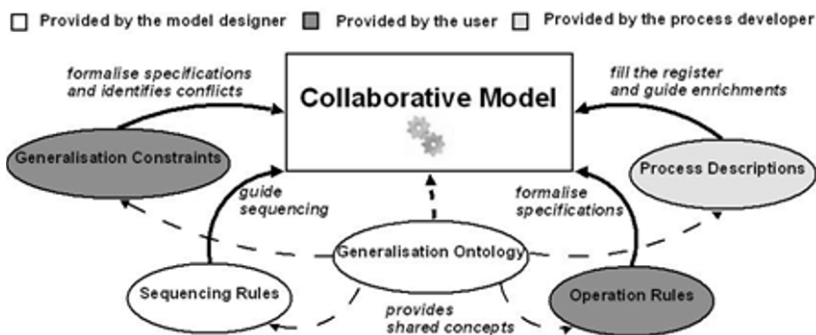 Provided by the model designer
Provided by the user
Provided by the process developer
formalise specifications
and identifies conflicts
fill the register
and guide enrichments
Collaborative Model
Generalisation Constraints
Process Descriptions
guide
sequencing
formalise
specifications
Generalisation Ontology
Sequencing Rules
Operation Rules
provides
shared concepts